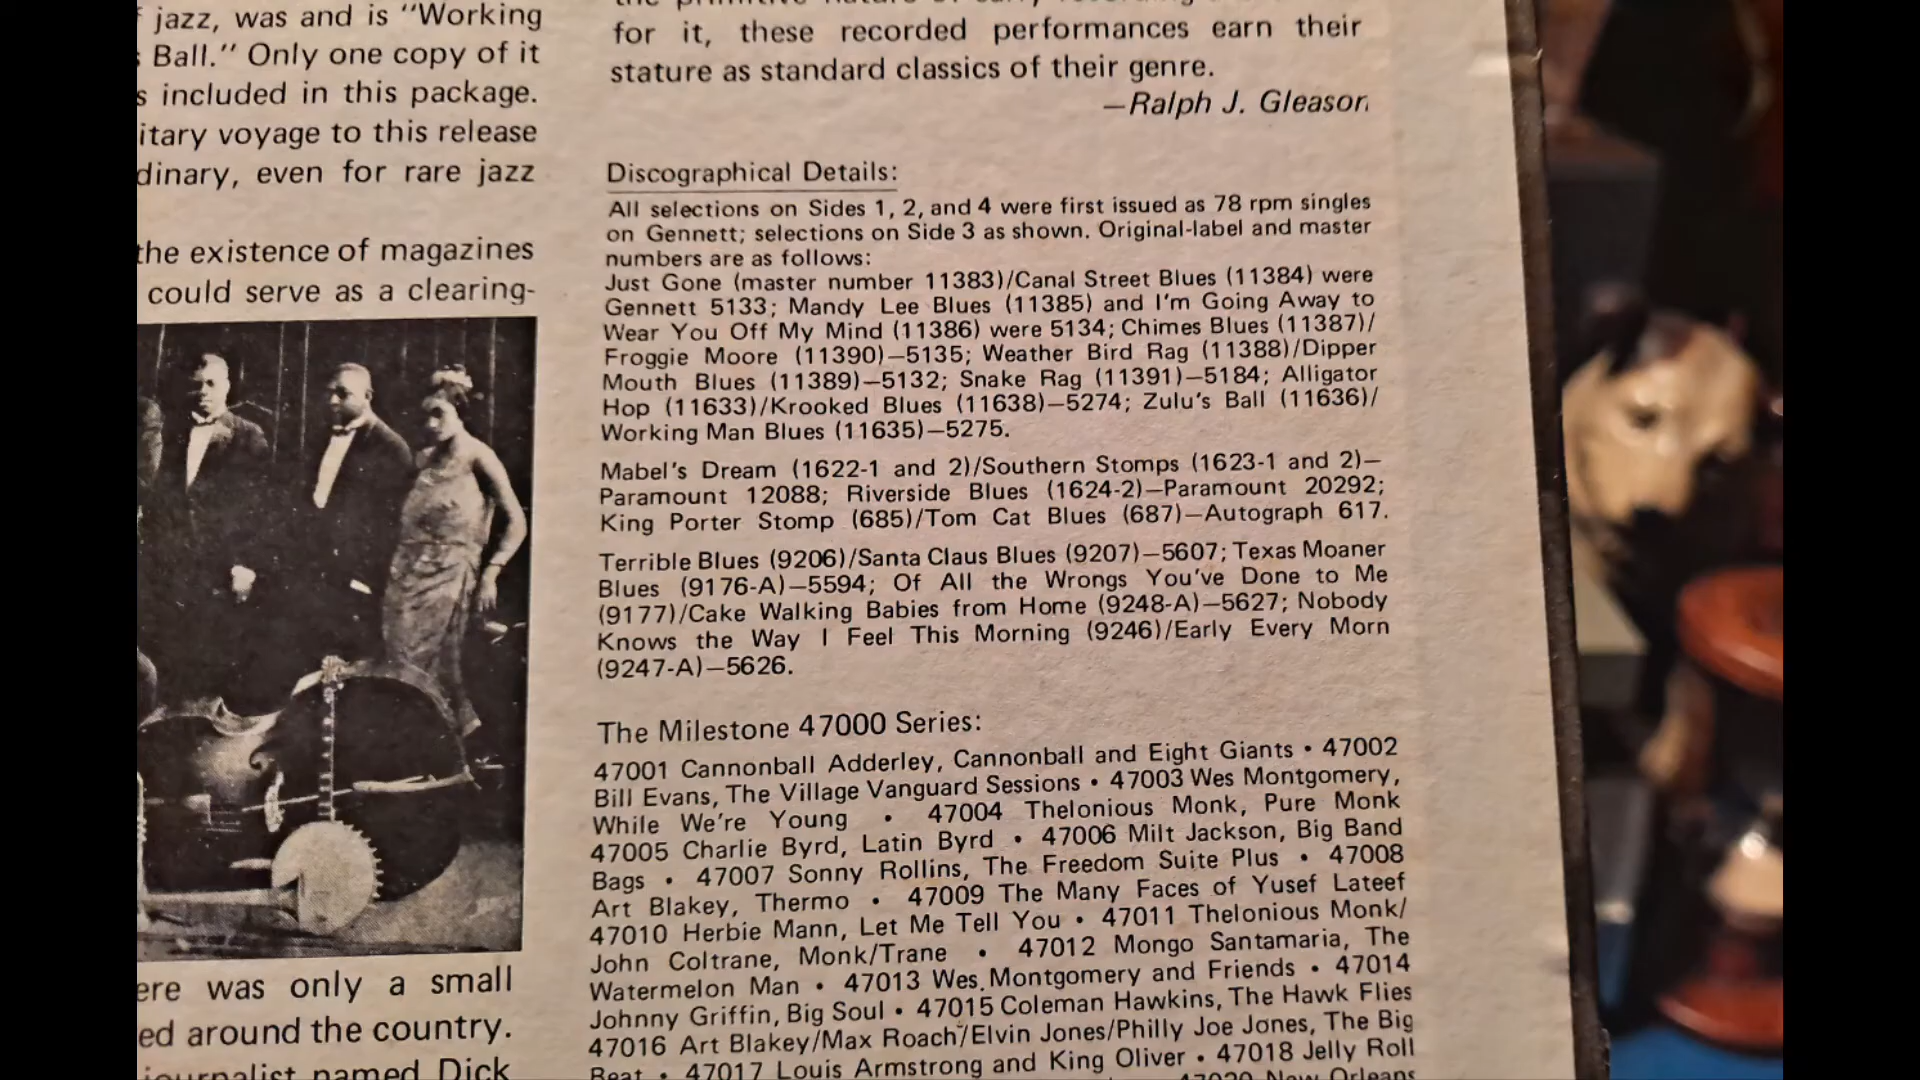 jazz, was and is "Working
Ball." Only one copy of it
s included in this package.
itary voyage to this release
dinary, even for rare jazz
the existence of magazines
could serve as a clearing-
ere was only a small
ed around the country.
journalist named Dick
for it, these recorded performances earn their
stature as standard classics of their genre.
—Ralph J. Gleason
Discographical Details:
All selections on Sides 1, 2, and 4 were first issued as 78 rpm singles
on Gennett; selections on Side 3 as shown. Original-label and master
numbers are as follows:
Just Gone (master number 11383)/Canal Street Blues (11384) were
Gennett 5133; Mandy Lee Blues (11385) and I'm Going Away to
Wear You Off My Mind (11386) were 5134; Chimes Blues (11387)/
Froggie Moore (11390)—5135; Weather Bird Rag (11388)/Dipper
Mouth Blues (11389)—5132; Snake Rag (11391)—5184; Alligator
Hop (11633)/Krooked Blues (11638)—5274; Zulu's Ball (11636)/
Working Man Blues (11635)—5275.
Mabel's Dream (1622-1 and 2)/Southern Stomps (1623-1 and 2)—
Paramount 12088; Riverside Blues (1624-2)—Paramount 20292;
King Porter Stomp (685)/Tom Cat Blues (687)—Autograph 617.
Terrible Blues (9206)/Santa Claus Blues (9207)—5607; Texas Moaner
Blues (9176-A)—5594; Of All the Wrongs You've Done to Me
(9177)/Cake Walking Babies from Home (9248-A)—5627; Nobody
Knows the Way I Feel This Morning (9246)/Early Every Morn
(9247-A)—5626.
The Milestone 47000 Series:
47001 Cannonball Adderley, Cannonball and Eight Giants • 47002
Bill Evans, The Village Vanguard Sessions • 47003 Wes Montgomery,
While We're Young • 47004 Thelonious Monk, Pure Monk
47005 Charlie Byrd, Latin Byrd • 47006 Milt Jackson, Big Band
Bags • 47007 Sonny Rollins, The Freedom Suite Plus • 47008
Art Blakey, Thermo • 47009 The Many Faces of Yusef Lateef
47010 Herbie Mann, Let Me Tell You • 47011 Thelonious Monk/
John Coltrane, Monk/Trane • 47012 Mongo Santamaria, The
Watermelon Man • 47013 Wes Montgomery and Friends • 47014
Johnny Griffin, Big Soul • 47015 Coleman Hawkins, The Hawk Flies
47016 Art Blakey/Max Roach/Elvin Jones/Philly Joe Jones, The Big
Beat • 47017 Louis Armstrong and King Oliver • 47018 Jelly Roll
47020 New Orleans